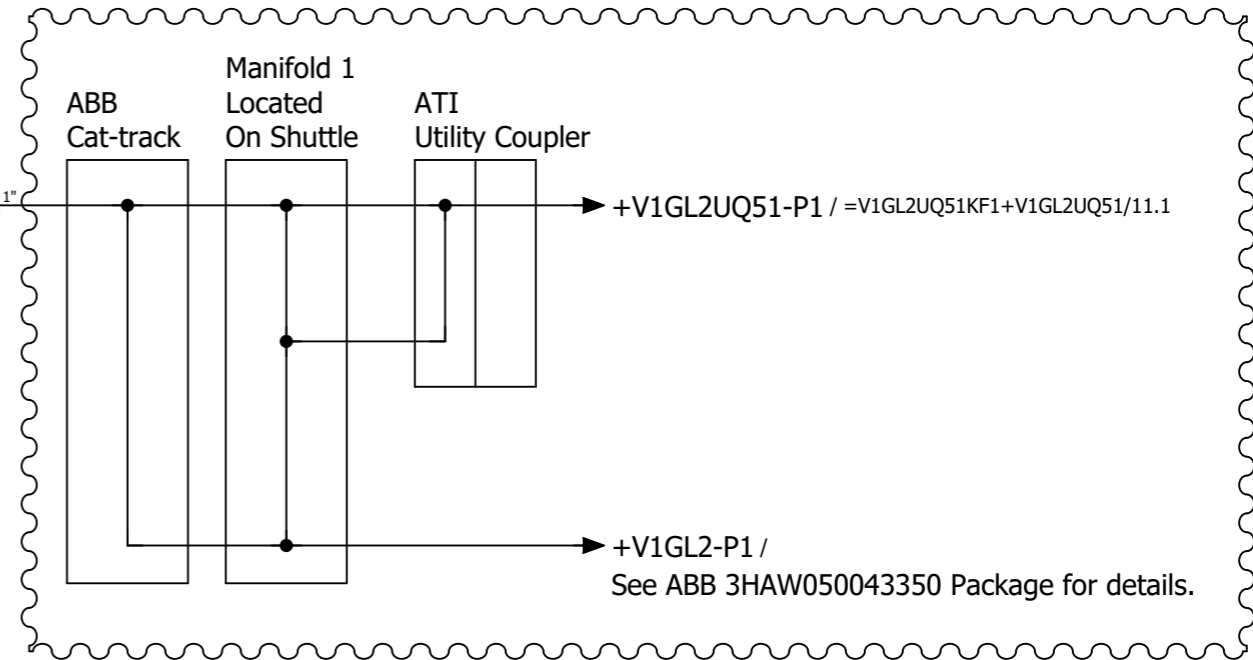 ABB
Cat-track
Manifold 1
Located
On Shuttle
ATI
Utility Coupler
1"
+V1GL2UQ51-P1 / =V1GL2UQ51KF1+V1GL2UQ51/11.1
+V1GL2-P1 /
See ABB 3HAW050043350 Package for details.